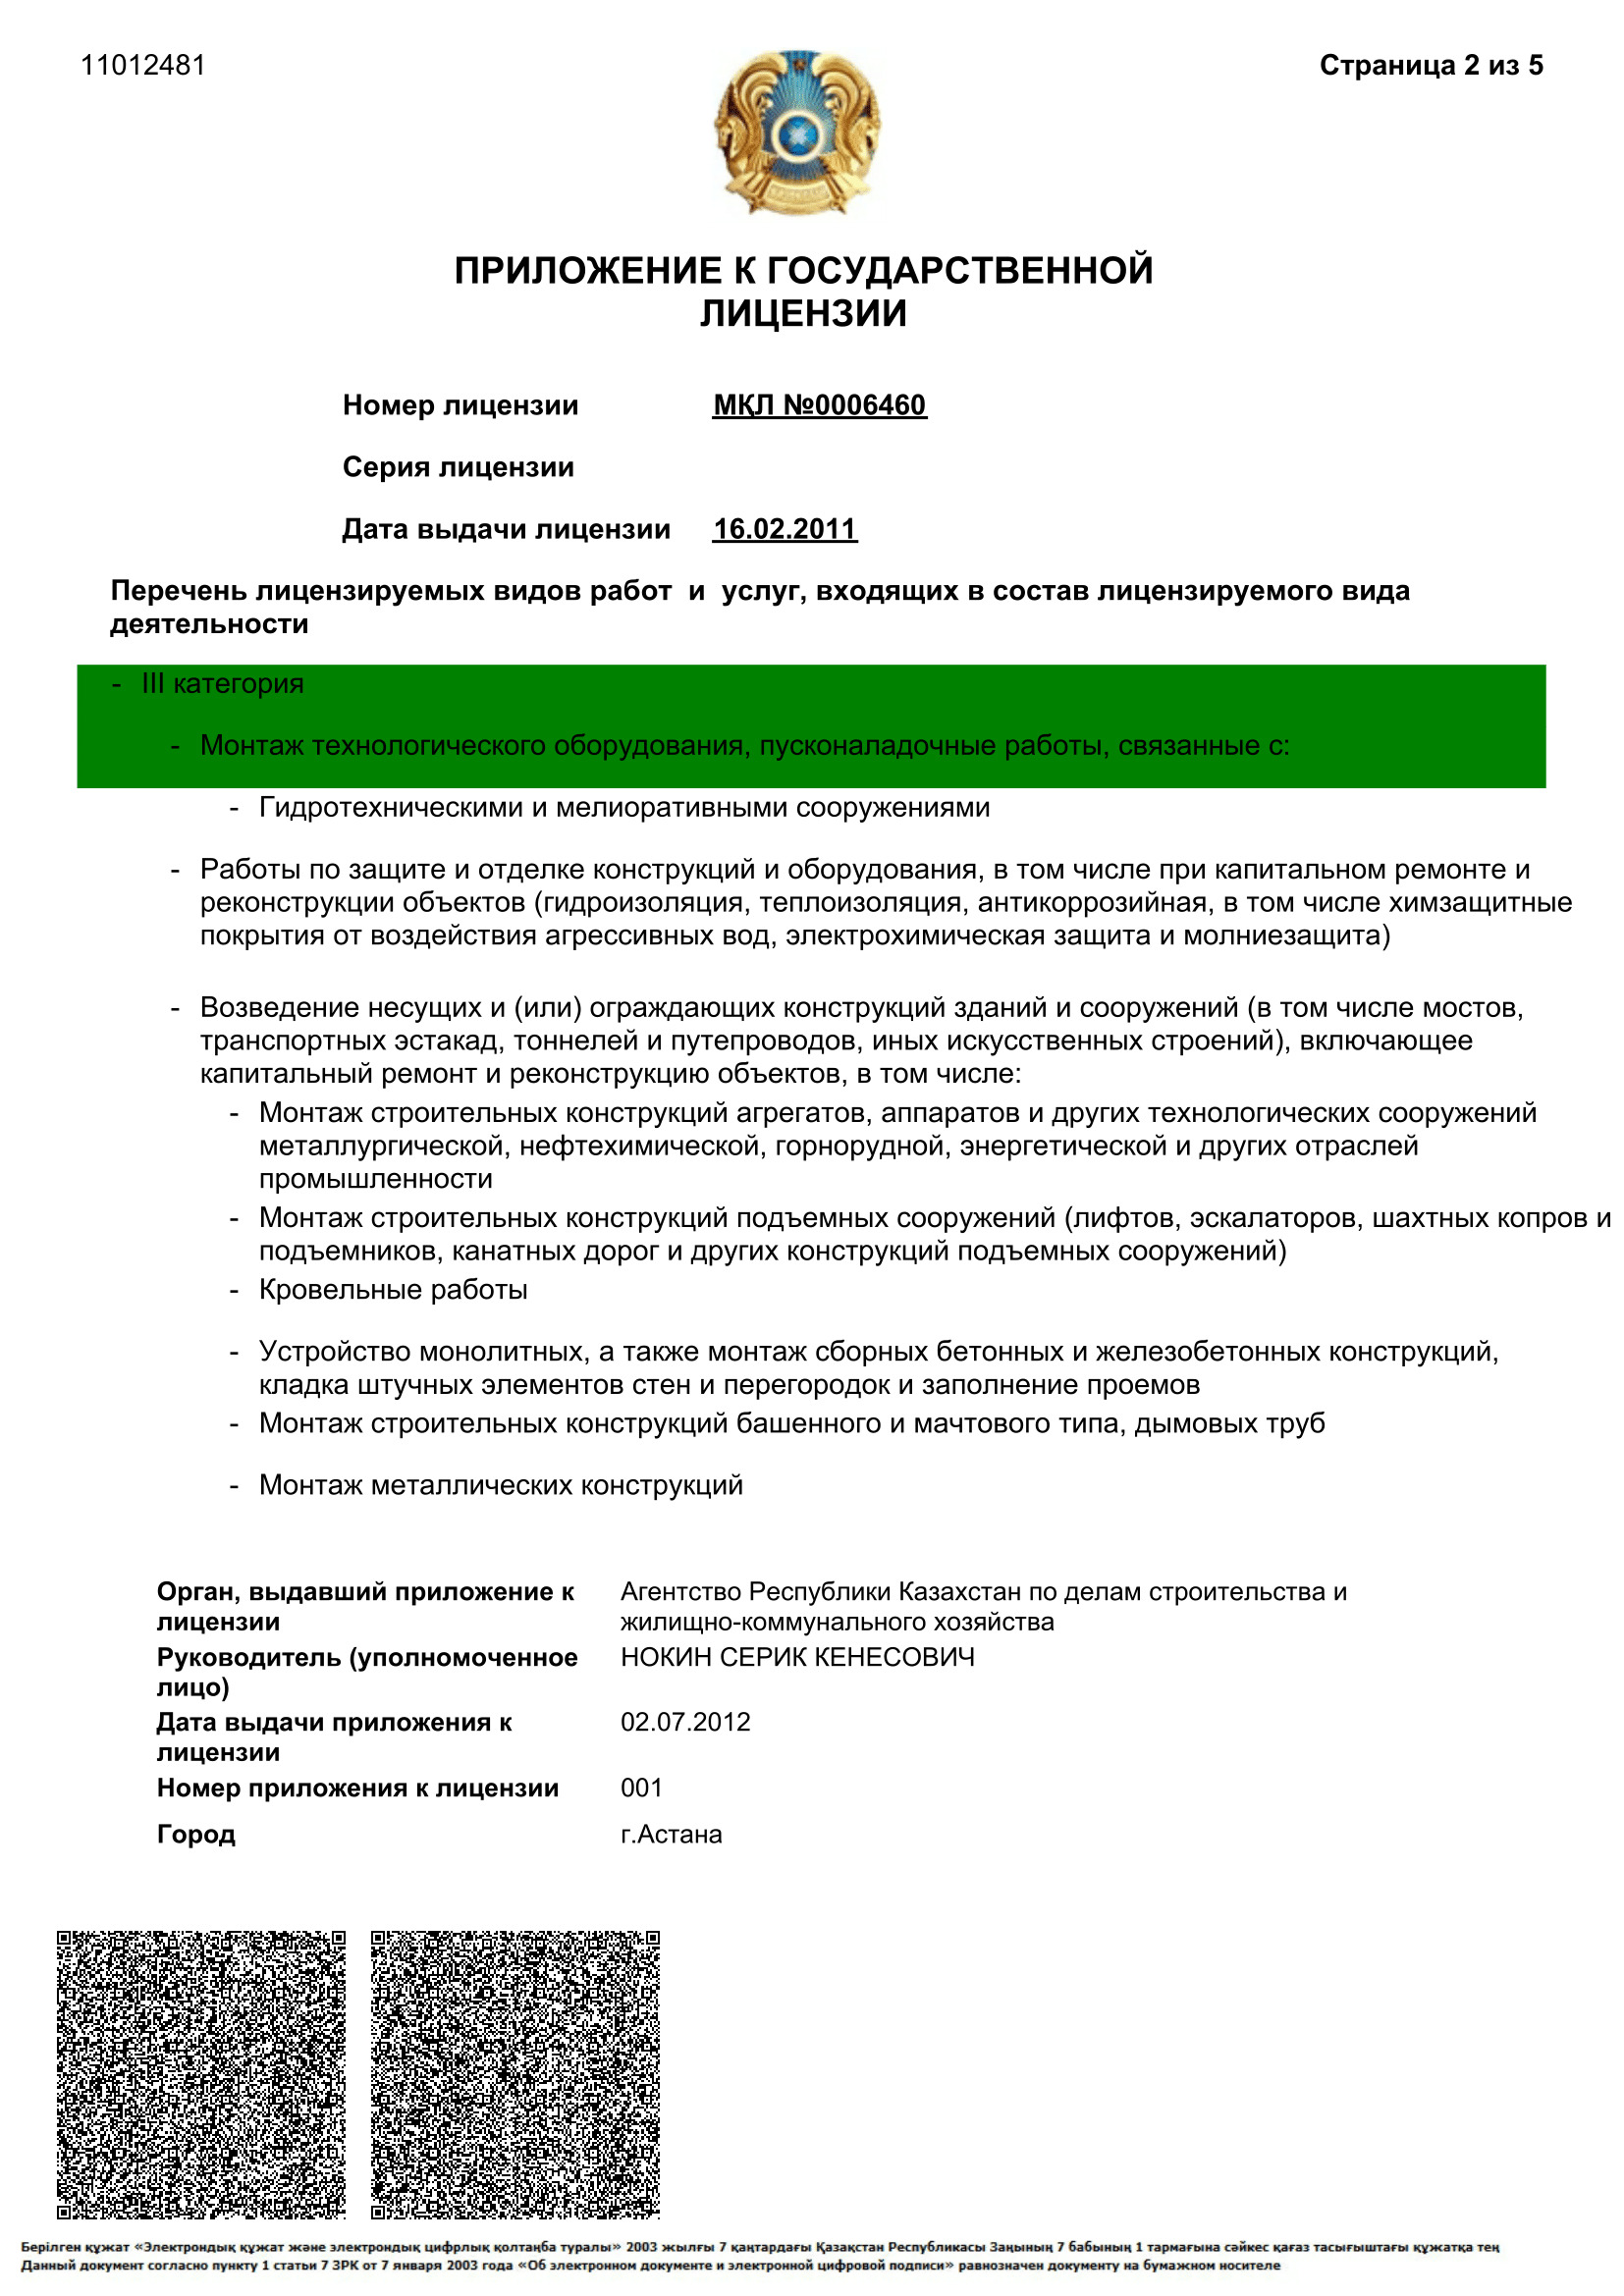 11012481
Страница 2 из 5
ПРИЛОЖЕНИЕ К ГОСУДАРСТВЕННОЙ
ЛИЦЕНЗИИ
Номер лицензии МҚЛ №0006460
Серия лицензии
Дата выдачи лицензии 16.02.2011
Перечень лицензируемых видов работ и услуг, входящих в состав лицензируемого вида
деятельности
- III категория
- Монтаж технологического оборудования, пусконаладочные работы, связанные с:
- Гидротехническими и мелиоративными сооружениями
- Работы по защите и отделке конструкций и оборудования, в том числе при капитальном ремонте и
реконструкции объектов (гидроизоляция, теплоизоляция, антикоррозийная, в том числе химзащитные
покрытия от воздействия агрессивных вод, электрохимическая защита и молниезащита)
- Возведение несущих и (или) ограждающих конструкций зданий и сооружений (в том числе мостов,
транспортных эстакад, тоннелей и путепроводов, иных искусственных строений), включающее
капитальный ремонт и реконструкцию объектов, в том числе:
- Монтаж строительных конструкций агрегатов, аппаратов и других технологических сооружений
металлургической, нефтехимической, горнорудной, энергетической и других отраслей
промышленности
- Монтаж строительных конструкций подъемных сооружений (лифтов, эскалаторов, шахтных копров и
подъемников, канатных дорог и других конструкций подъемных сооружений)
- Кровельные работы
- Устройство монолитных, а также монтаж сборных бетонных и железобетонных конструкций,
кладка штучных элементов стен и перегородок и заполнение проемов
- Монтаж строительных конструкций башенного и мачтового типа, дымовых труб
- Монтаж металлических конструкций
Орган, выдавший приложение к Агентство Республики Казахстан по делам строительства и
лицензии жилищно-коммунального хозяйства
Руководитель (уполномоченное НОКИН СЕРИК КЕНЕСОВИЧ
лицо)
Дата выдачи приложения к 02.07.2012
лицензии
Номер приложения к лицензии 001
Город г.Астана
Берілген құжат «Электрондық құжат және электрондық цифрлық қолтаңба туралы» 2003 жылғы 7 қаңтардағы Қазақстан Республикасы Заңының 7 бабының 1 тармағына сәйкес қағаз тасығыштағы құжатқа тең
Данный документ согласно пункту 1 статьи 7 ЗРК от 7 января 2003 года «Об электронном документе и электронной цифровой подписи» равнозначен документу на бумажном носителе